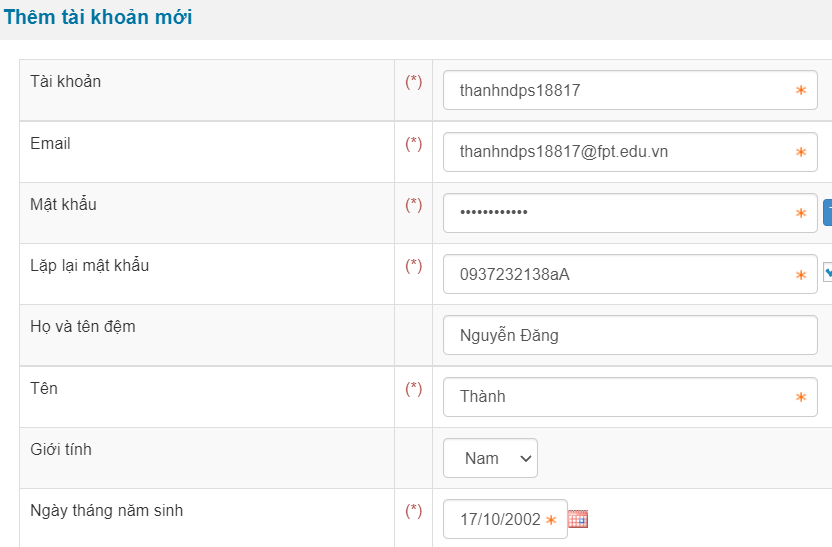 Thêm tài khoản mới
Tài khoản (*) thanhndps18817 *
Email (*) thanhndps18817@fpt.edu.vn *
Mật khẩu (*) •••••••••••• *
Lặp lại mật khẩu (*) 0937232138aA *
Họ và tên đệm Nguyễn Đăng
Tên (*) Thành *
Giới tính Nam
Ngày tháng năm sinh (*) 17/10/2002 *